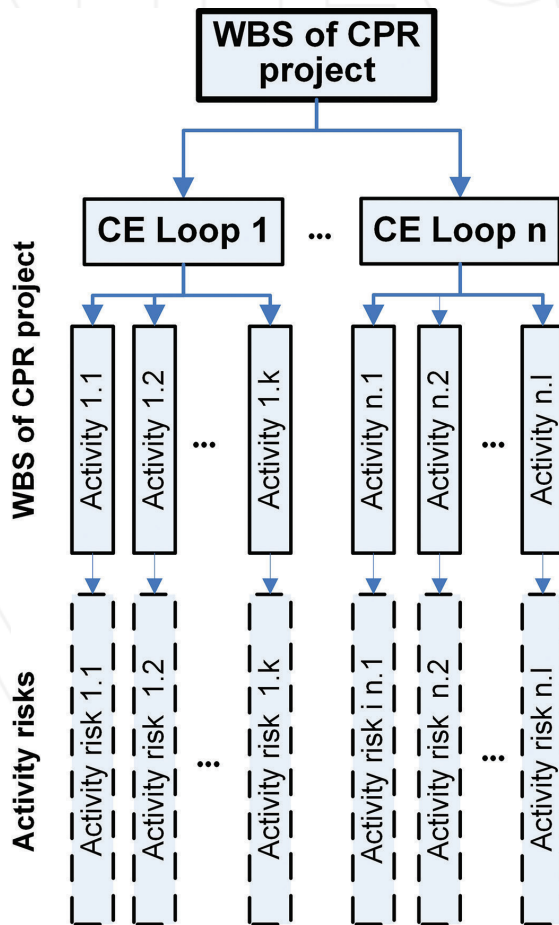 WBS of CPR
project
CE Loop 1
...
CE Loop n
WBS of CPR project
Activity 1.1
Activity 1.2
...
Activity 1.k
Activity n.1
Activity n.2
...
Activity n.l
Activity risks
Activity risk 1.1
Activity risk 1.2
...
Activity risk 1.k
Activity risk i n.1
Activity risk n.2
...
Activity risk n.l